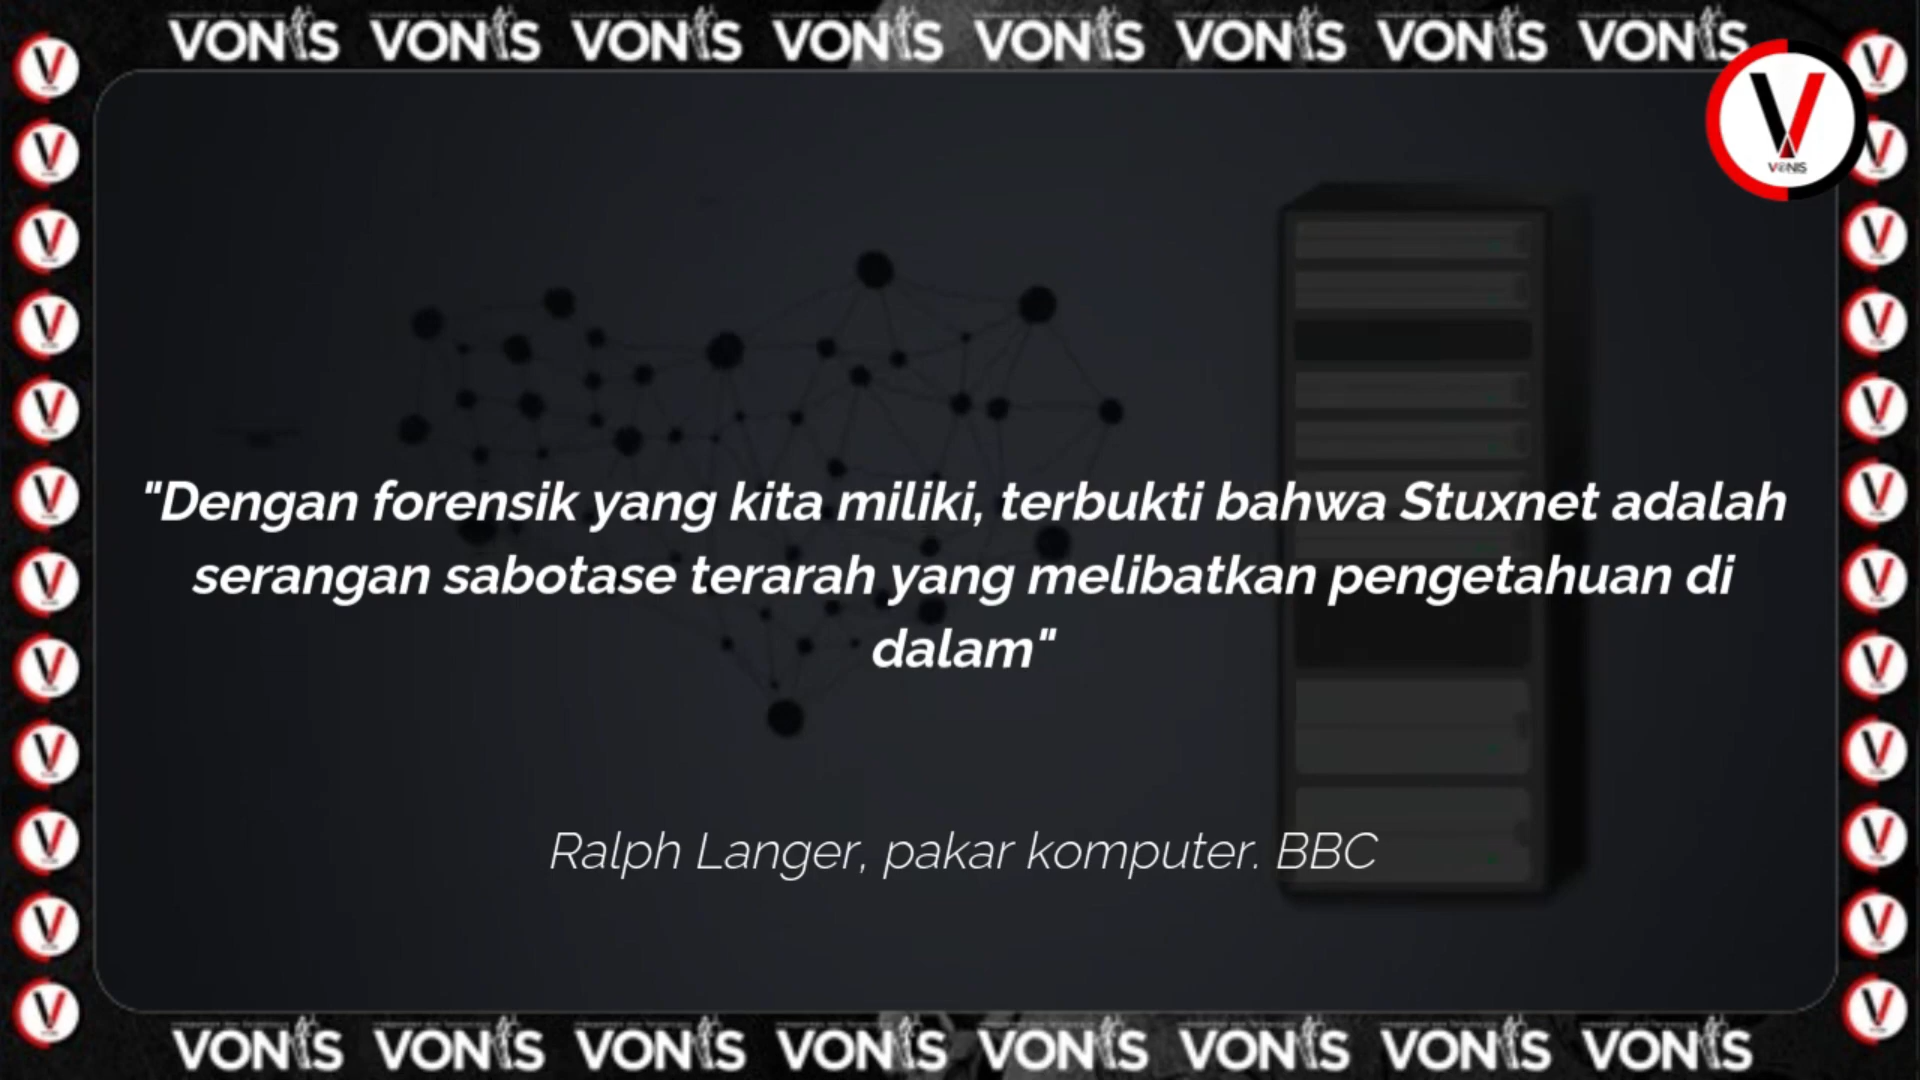 VONIS VONIS VONIS VONIS VONIS VONIS VONIS VONIS
VONIS
"Dengan forensik yang kita miliki, terbukti bahwa Stuxnet adalah
serangan sabotase terarah yang melibatkan pengetahuan di
dalam"
Ralph Langer, pakar komputer. BBC
VONIS VONIS VONIS VONIS VONIS VONIS VONIS VONIS